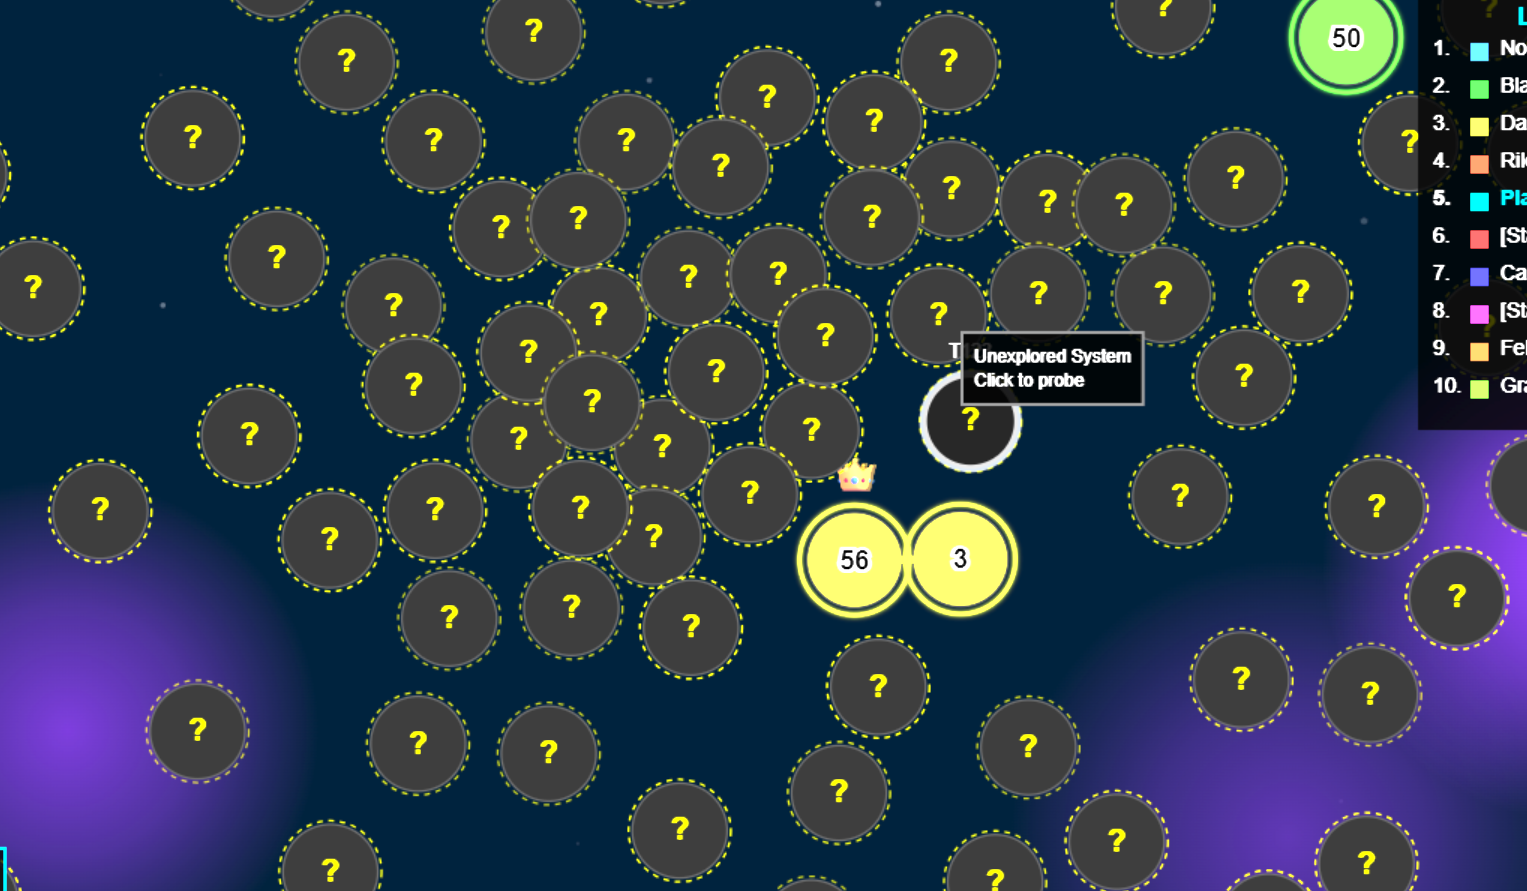 50
1. No
2. Bla
3. Da
4. Rik
5. Pla
6. [St
7. Ca
8. [St
9. Fel
10. Gra
Unexplored System
Click to probe
?
56
3